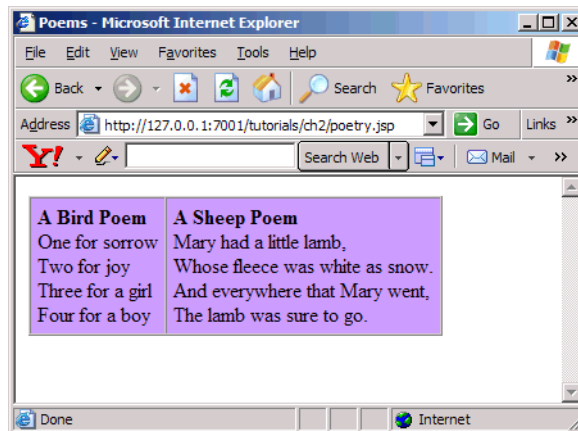 Poems - Microsoft Internet Explorer
File Edit View Favorites Tools Help
Back Search Favorites »
Address http://127.0.0.1:7001/tutorials/ch2/poetry.jsp Go Links »
Y! Search Web Mail »
A Bird Poem
One for sorrow
Two for joy
Three for a girl
Four for a boy
A Sheep Poem
Mary had a little lamb,
Whose fleece was white as snow.
And everywhere that Mary went,
The lamb was sure to go.
Done Internet